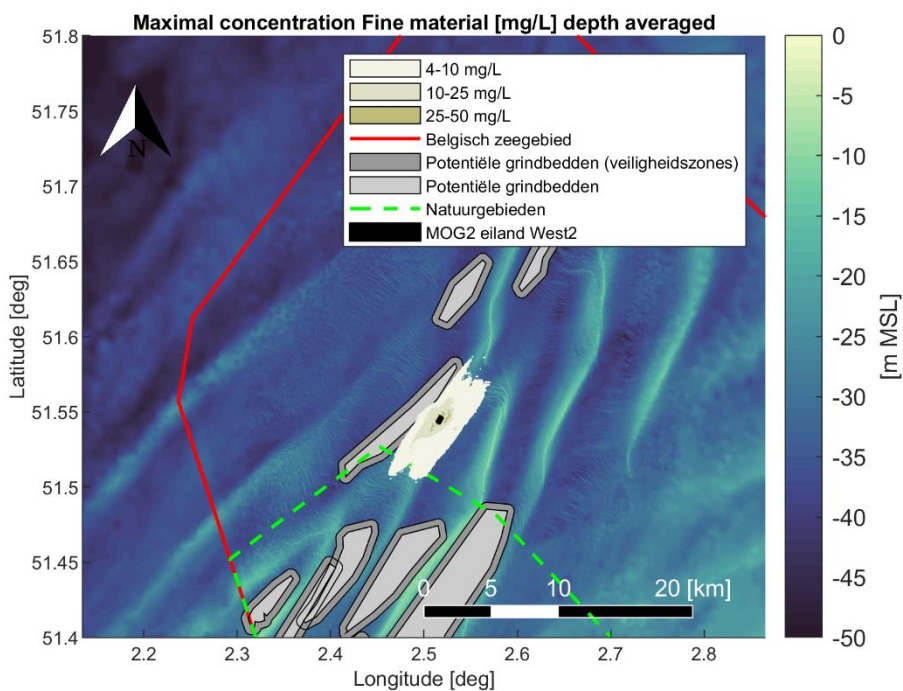 Maximal concentration Fine material [mg/L] depth averaged
51.8
51.75
51.7
51.65
51.6
51.55
51.5
51.45
51.4
Latitude [deg]
N
4-10 mg/L
10-25 mg/L
25-50 mg/L
Belgisch zeegebied
Potentiële grindbedden (veiligheidszones)
Potentiële grindbedden
Natuurgebieden
MOG2 eiland West2
0 5 10 20 [km]
2.2 2.3 2.4 2.5 2.6 2.7 2.8
Longitude [deg]
0
-5
-10
-15
-20
-25
-30
-35
-40
-45
-50
[m MSL]